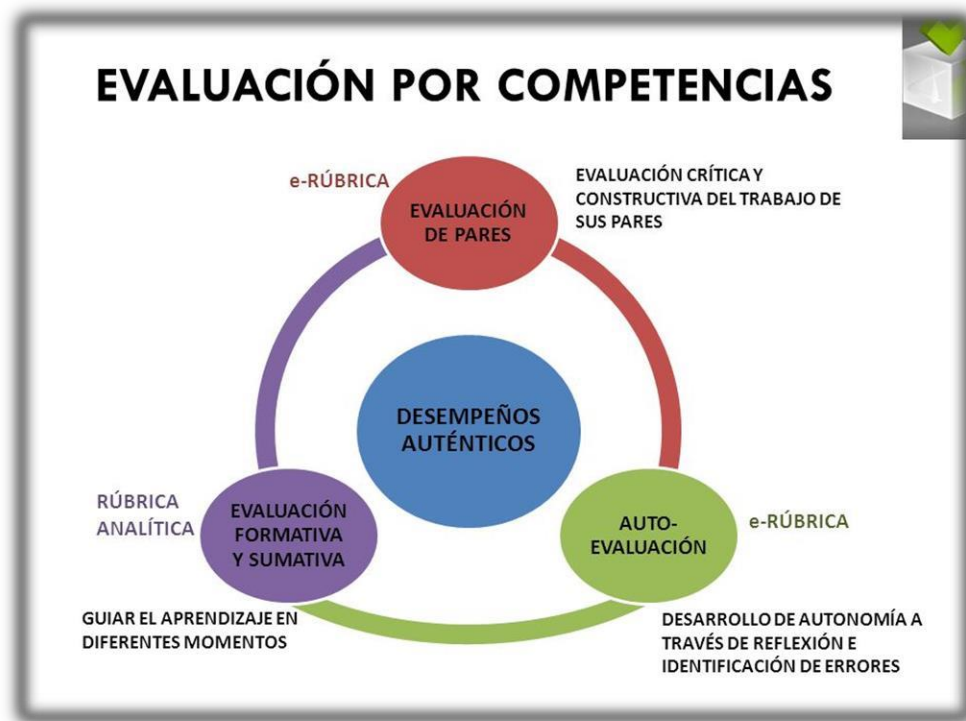 EVALUACIÓN POR COMPETENCIAS
e-RÚBRICA
EVALUACIÓN
DE PARES
EVALUACIÓN CRÍTICA Y
CONSTRUCTIVA DEL TRABAJO DE
SUS PARES
DESEMPEÑOS
AUTÉNTICOS
RÚBRICA
ANALÍTICA
EVALUACIÓN
FORMATIVA
Y SUMATIVA
AUTO-
EVALUACIÓN
e-RÚBRICA
GUIAR EL APRENDIZAJE EN
DIFERENTES MOMENTOS
DESARROLLO DE AUTONOMÍA A
TRAVÉS DE REFLEXIÓN E
IDENTIFICACIÓN DE ERRORES